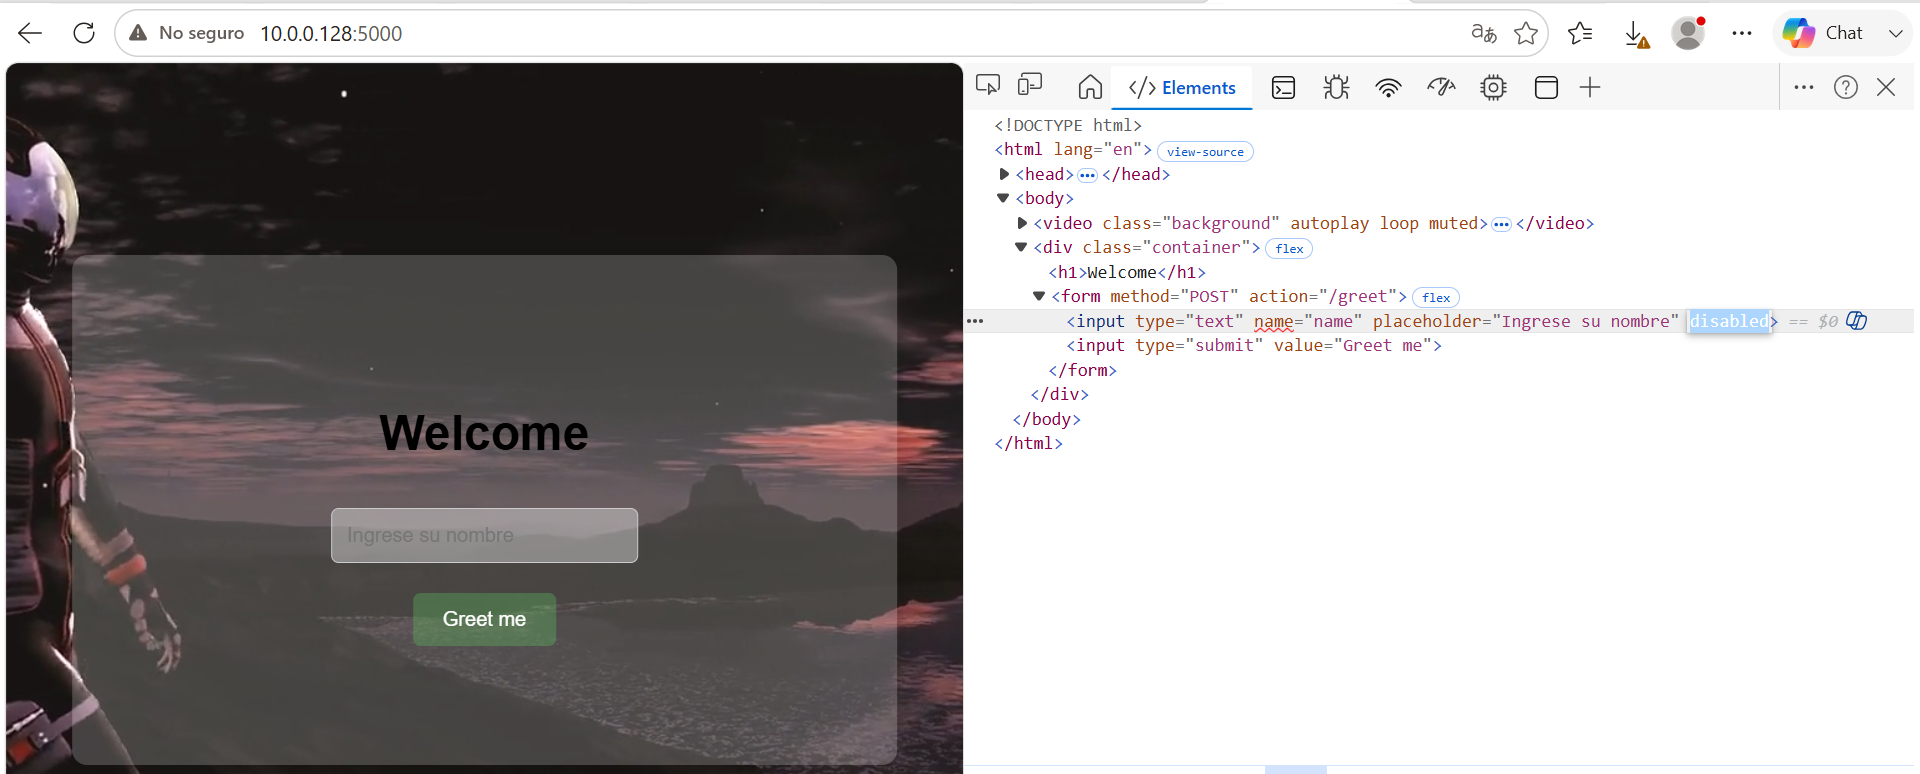 No seguro 10.0.0.128:5000
Chat
Elements
<!DOCTYPE html>
<html lang="en"> view-source
<head> ••• </head>
<body>
<video class="background" autoplay loop muted> ••• </video>
<div class="container"> flex
<h1>Welcome</h1>
<form method="POST" action="/greet"> flex
••• <input type="text" name="name" placeholder="Ingrese su nombre" disabled> == $0
<input type="submit" value="Greet me">
</form>
</div>
</body>
</html>
Welcome
Ingrese su nombre
Greet me